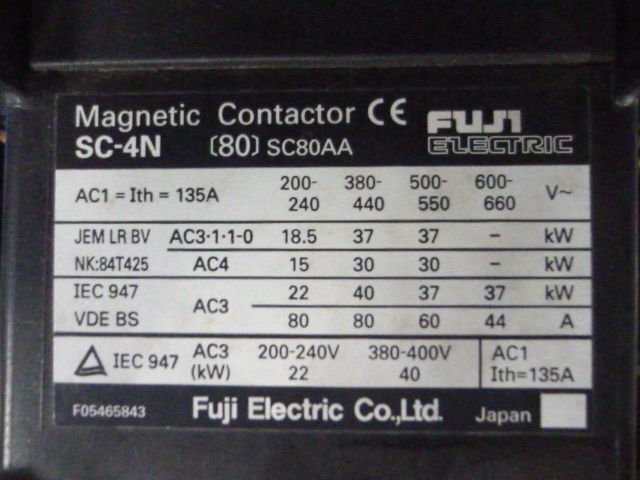 Magnetic Contactor CE FUJI
SC-4N [80] SC80AA ELECTRIC
AC1 = Ith = 135A 200-240 380-440 500-550 600-660 V~
JEM LR BV AC3·1·1-0 18.5 37 37 - kW
NK:84T425 AC4 15 30 30 - kW
IEC 947 AC3 22 40 37 37 kW
VDE BS 80 80 60 44 A
IEC 947 AC3 200-240V 380-400V AC1
(kW) 22 40 Ith=135A
F05465843 Fuji Electric Co.,Ltd. Japan